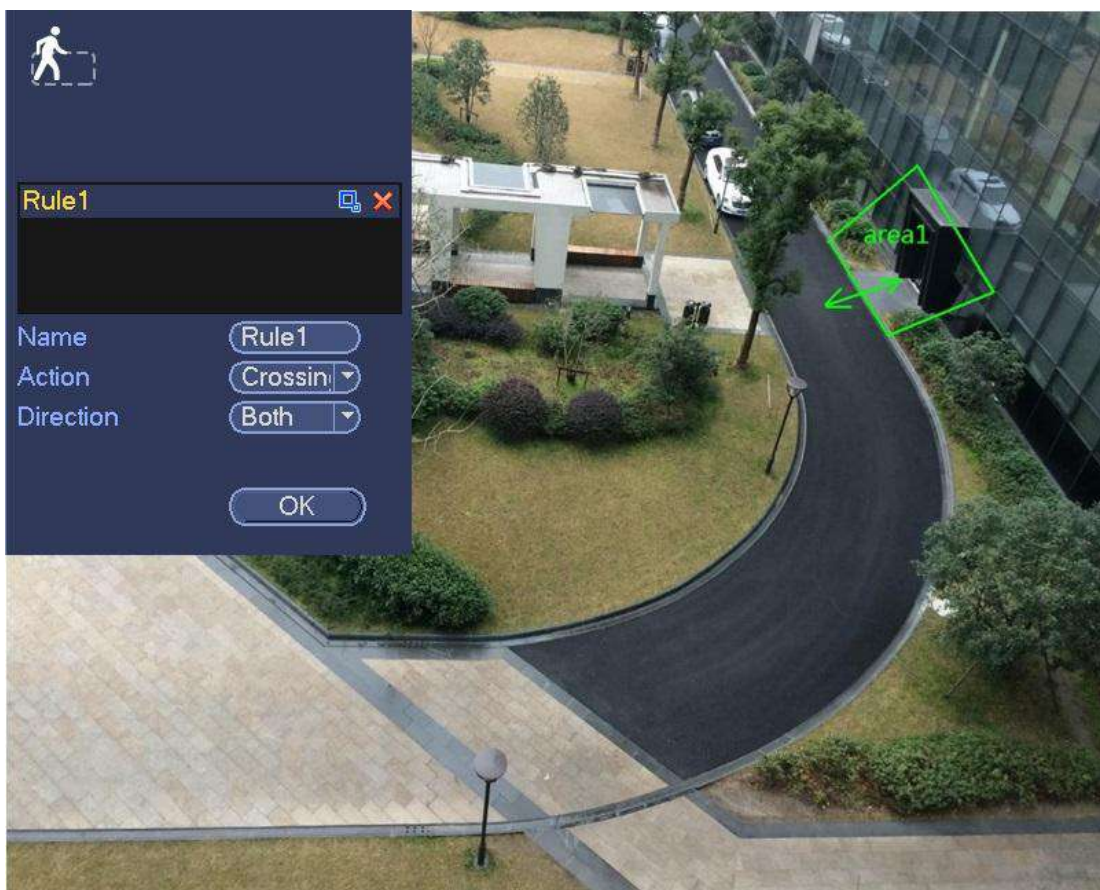 Rule1
Name Rule1
Action Crossin
Direction Both
OK
area1